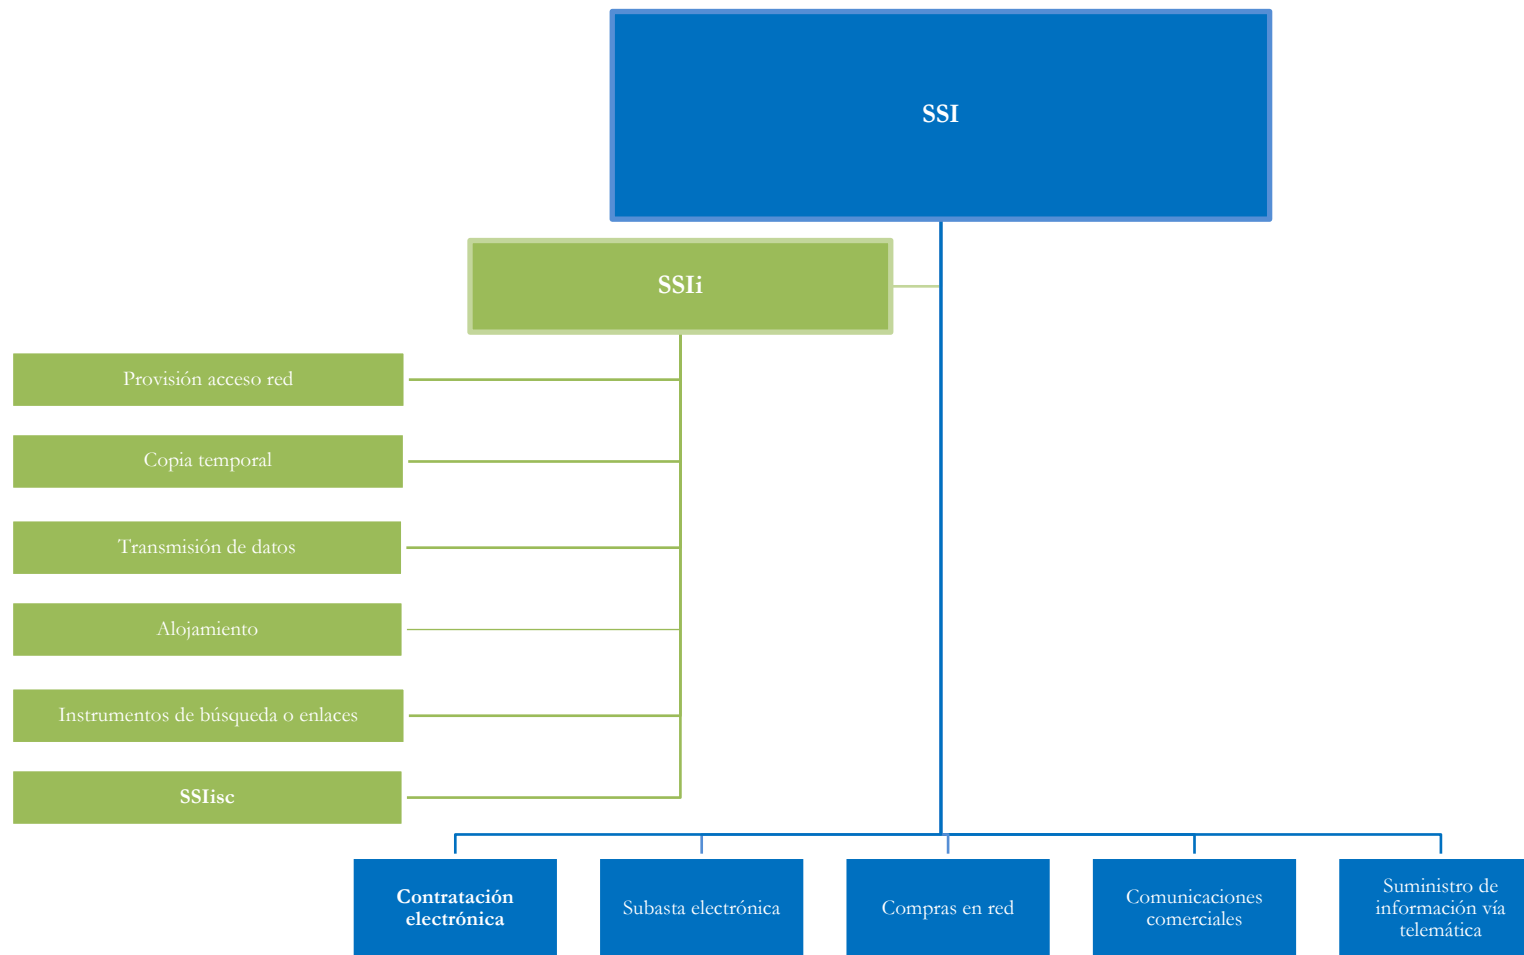 SSI
SSIi
Provisión acceso red
Copia temporal
Transmisión de datos
Alojamiento
Instrumentos de búsqueda o enlaces
SSIisc
Contratación
electrónica
Subasta electrónica
Compras en red
Comunicaciones
comerciales
Suministro de
información vía
telemática